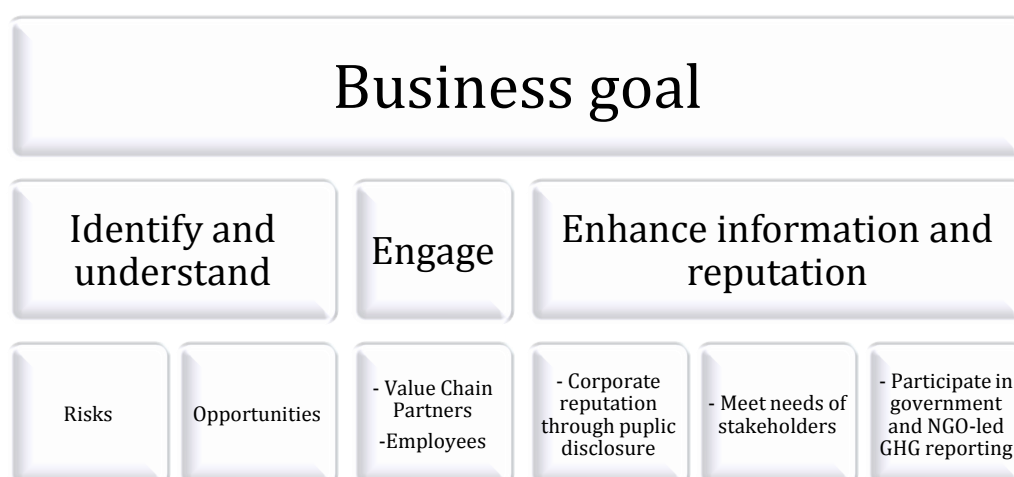 Business goal
Identify and
understand
Engage
Enhance information and
reputation
Risks
Opportunities
- Value Chain
Partners
-Employees
- Corporate
reputation
through puplic
disclosure
- Meet needs of
stakeholders
- Participate in
government
and NGO-led
GHG reporting